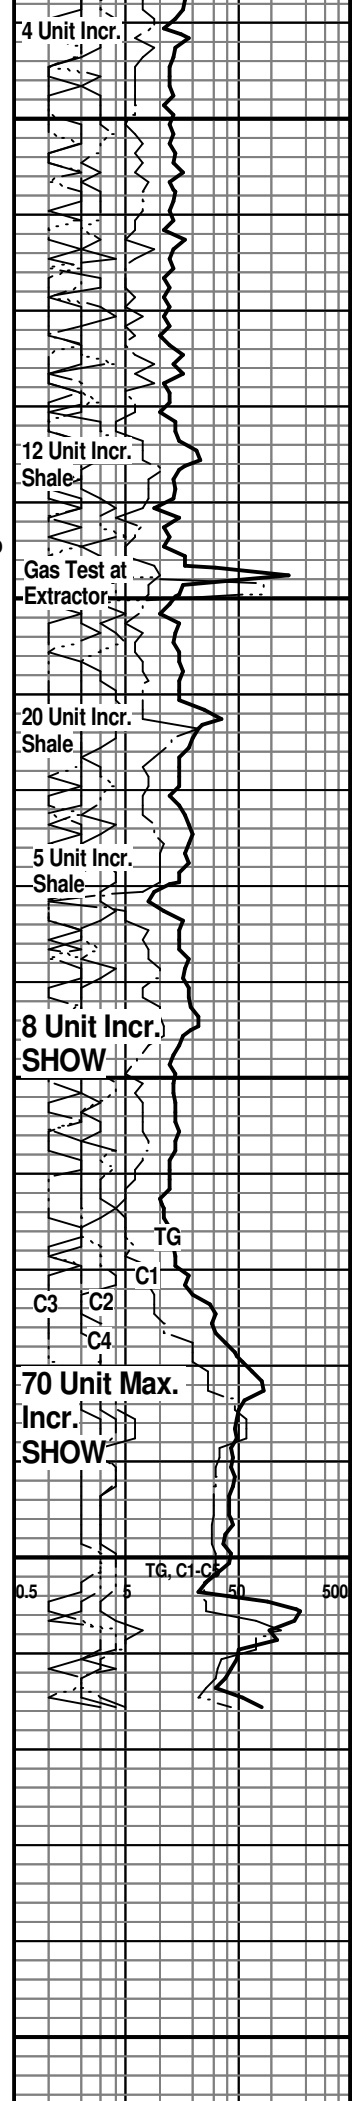 4 Unit Incr.
12 Unit Incr.
Shale
Gas Test at
Extractor
20 Unit Incr.
Shale
5 Unit Incr.
Shale
8 Unit Incr.
SHOW
TG
C1
C3 C2
C4
70 Unit Max.
Incr.
SHOW
TG, C1-C5
0.5 5 50 500